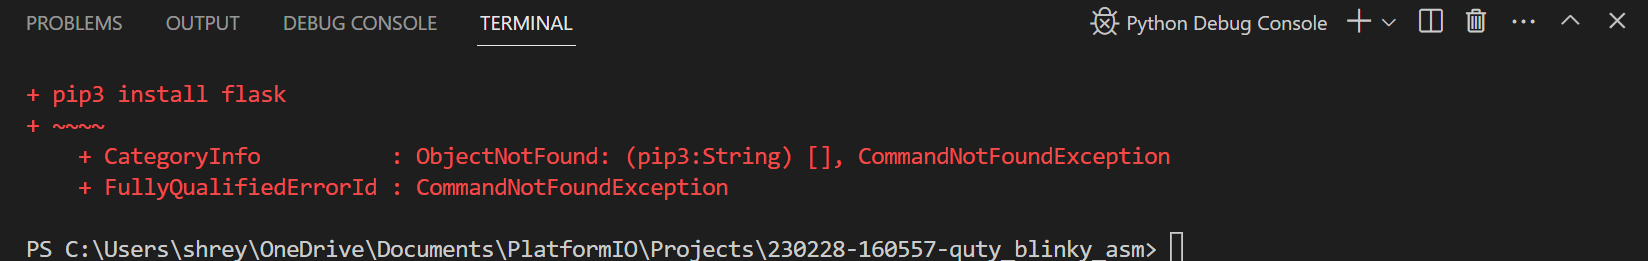 PROBLEMS OUTPUT DEBUG CONSOLE TERMINAL Python Debug Console
+ pip3 install flask
+ ~~~~
    + CategoryInfo          : ObjectNotFound: (pip3:String) [], CommandNotFoundException
    + FullyQualifiedErrorId : CommandNotFoundException
PS C:\Users\shrey\OneDrive\Documents\PlatformIO\Projects\230228-160557-quty_blinky_asm>